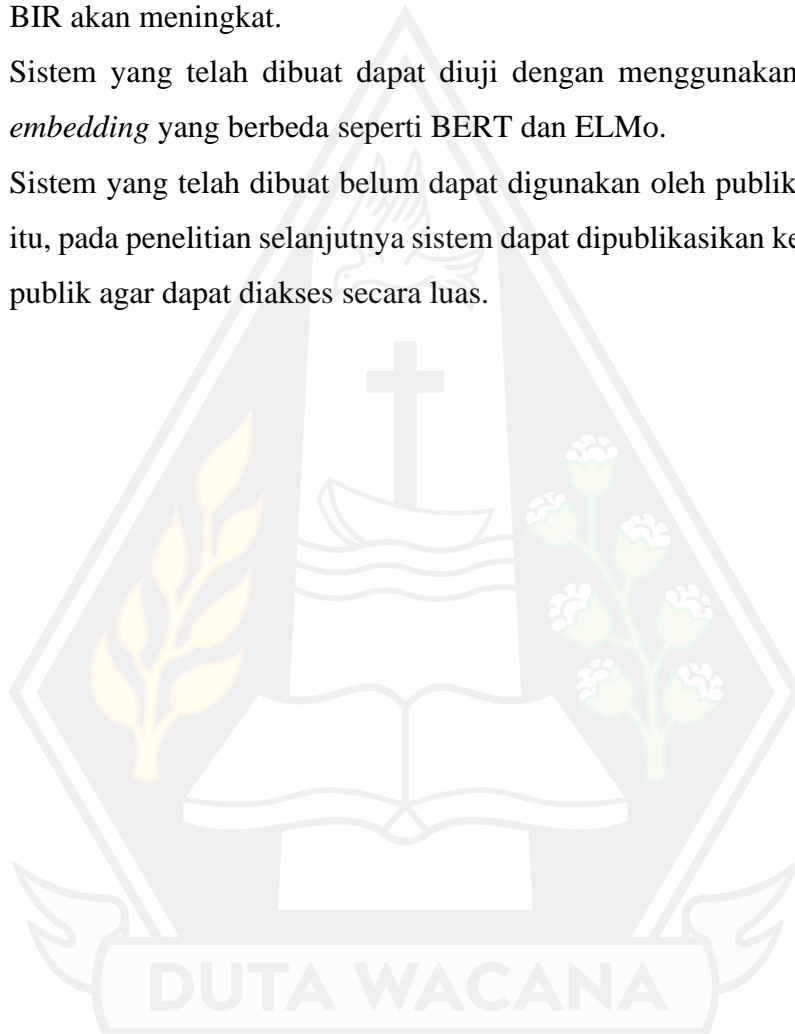 BIR akan meningkat.
Sistem yang telah dibuat dapat diuji dengan menggunakan
embedding yang berbeda seperti BERT dan ELMo.
Sistem yang telah dibuat belum dapat digunakan oleh publik
itu, pada penelitian selanjutnya sistem dapat dipublikasikan ke
publik agar dapat diakses secara luas.
DUTA WACANA